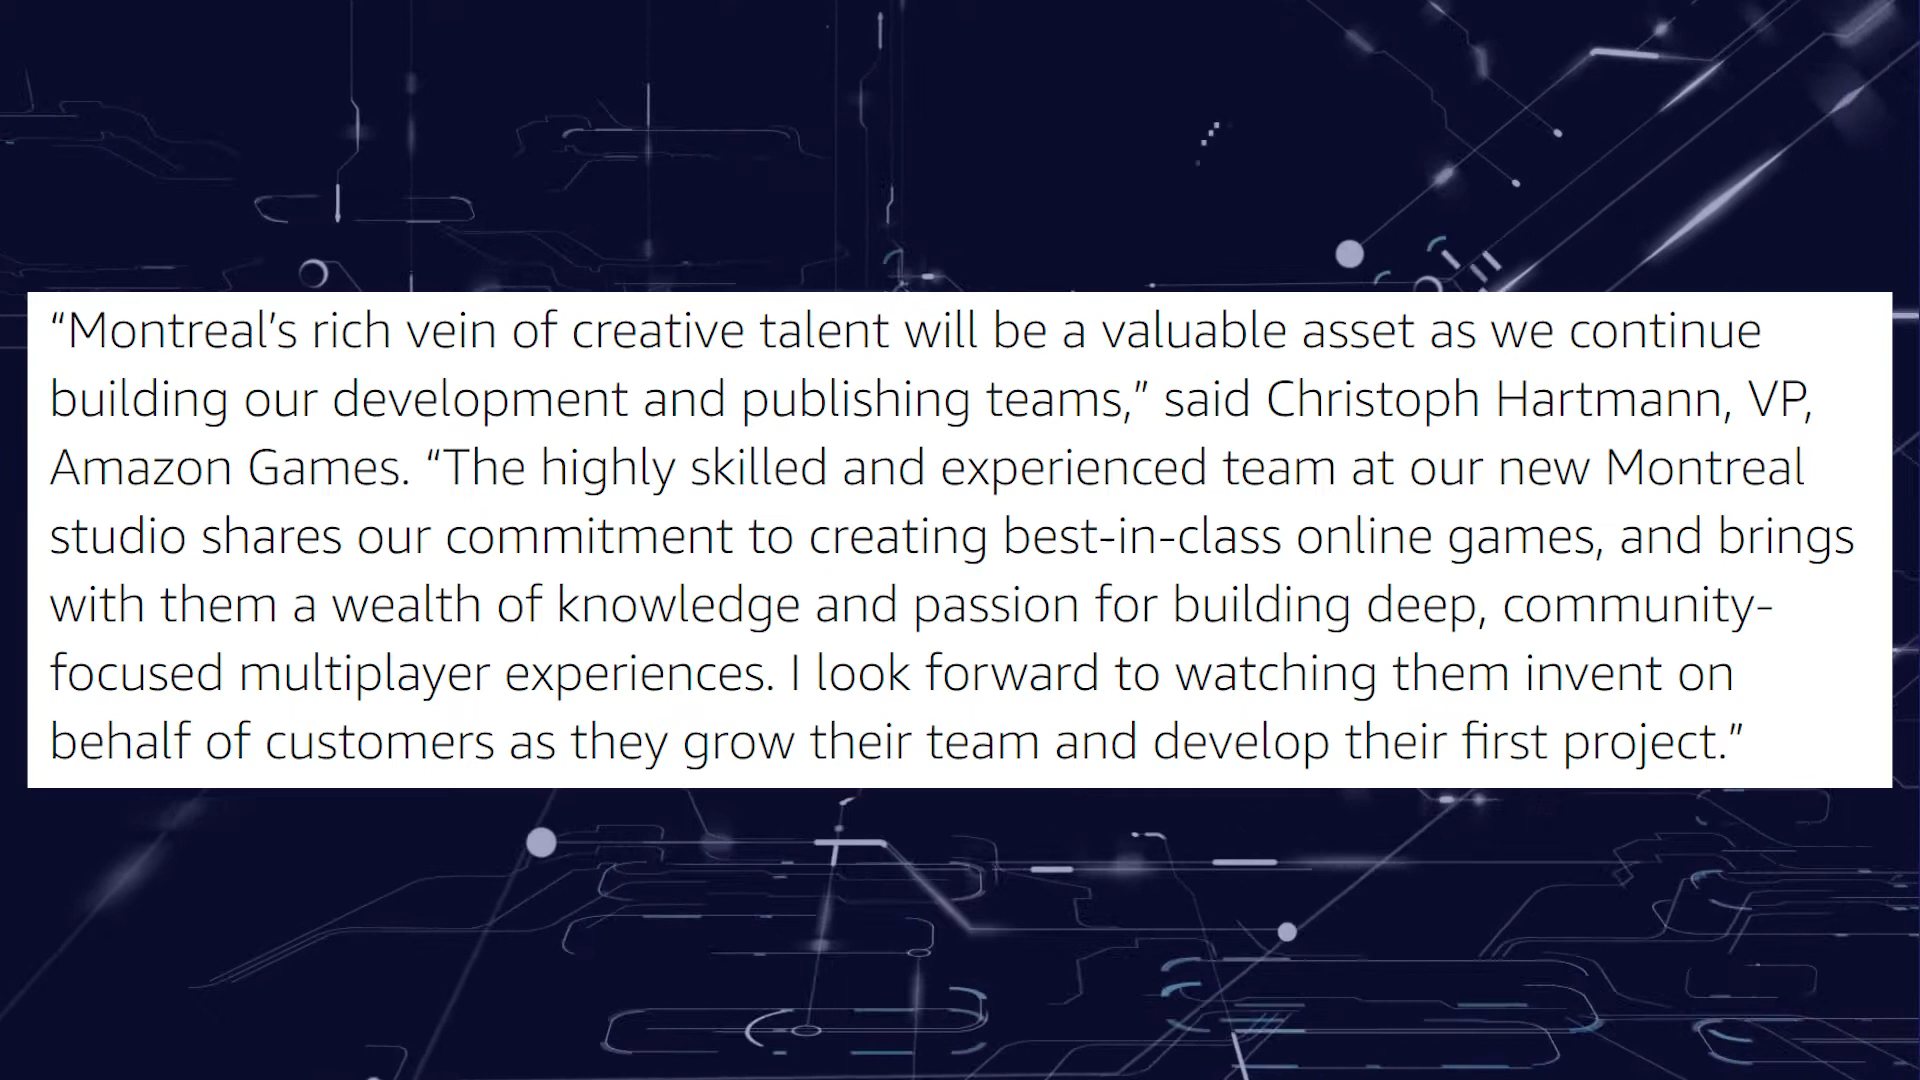 “Montreal’s rich vein of creative talent will be a valuable asset as we continue
building our development and publishing teams,” said Christoph Hartmann, VP,
Amazon Games. “The highly skilled and experienced team at our new Montreal
studio shares our commitment to creating best-in-class online games, and brings
with them a wealth of knowledge and passion for building deep, community-
focused multiplayer experiences. I look forward to watching them invent on
behalf of customers as they grow their team and develop their first project.”